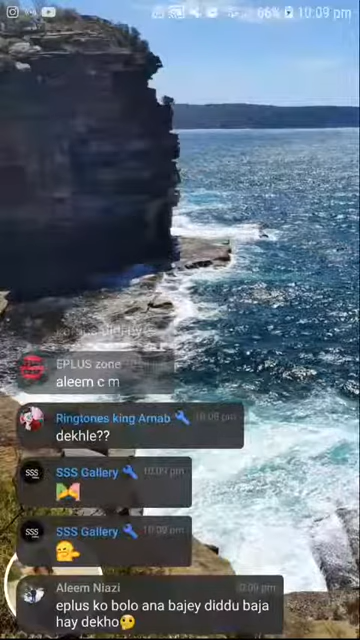 66% 10:09 pm
EPLUS zone
aleem c m
Ringtones king Arnab 10:08 pm
dekhle??
SSS Gallery 10:09 pm
SSS
SSS Gallery 10:09 pm
SSS
Aleem Niazi 10:09 pm
eplus ko bolo ana bajey diddu baja
hay dekho